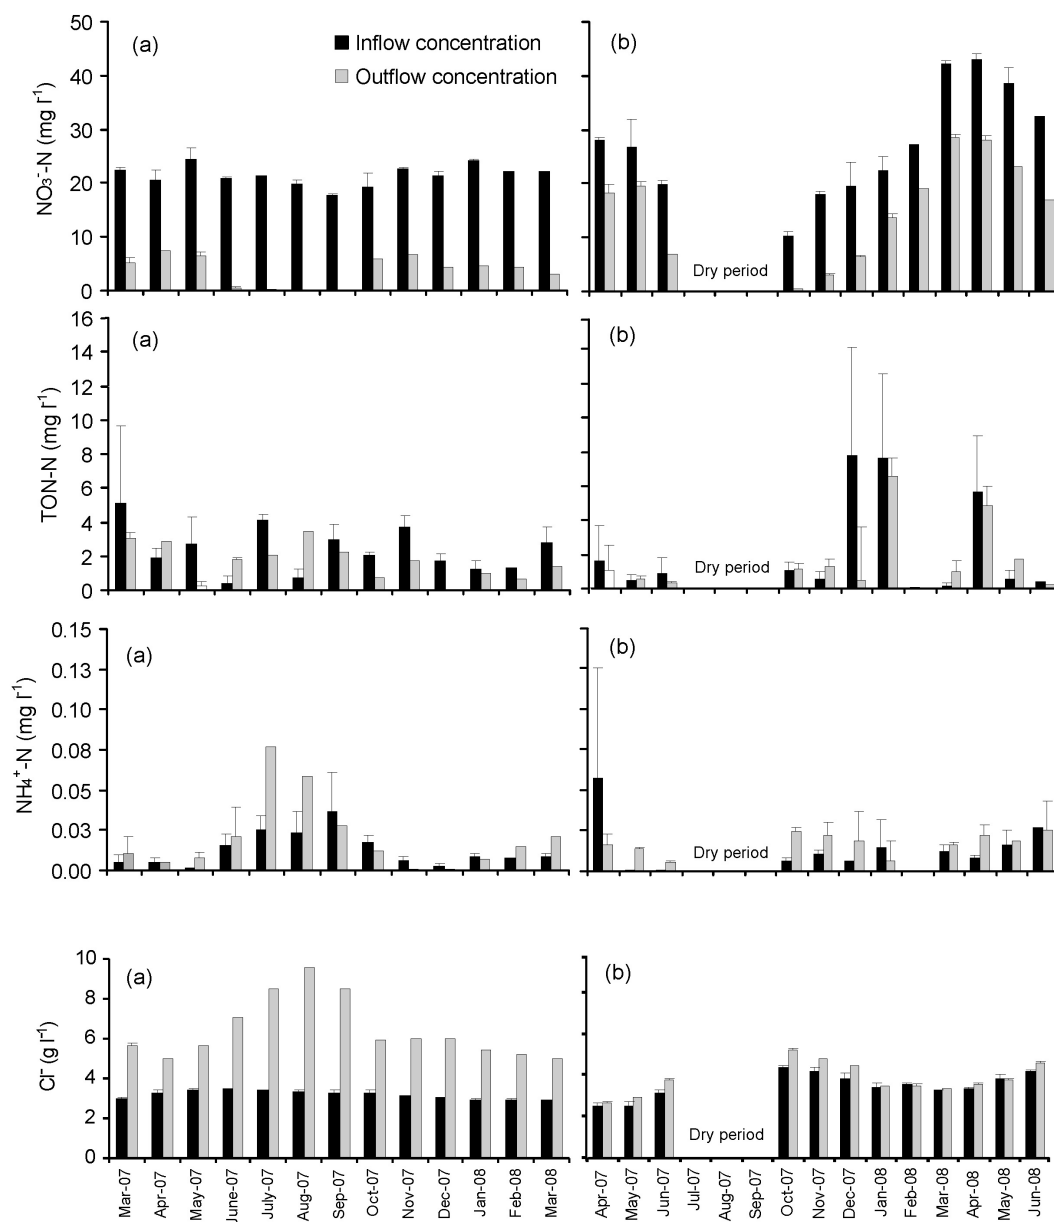 50
40
30
20
10
0
NO₃⁻-N (mg l⁻¹)
(a)
Inflow concentration
Outflow concentration
(b)
Dry period
16
14
12
10
8
6
4
2
0
TON-N (mg l⁻¹)
(a)
(b)
Dry period
0.15
0.13
0.10
0.08
0.05
0.03
0.00
NH₄⁺-N (mg l⁻¹)
(a)
(b)
Dry period
10
8
6
4
2
0
Cl⁻ (g l⁻¹)
(a)
(b)
Dry period
Mar-07
Apr-07
May-07
June-07
July-07
Aug-07
Sep-07
Oct-07
Nov-07
Dec-07
Jan-08
Feb-08
Mar-08
Apr-07
May-07
Jun-07
Jul-07
Aug-07
Sep-07
Oct-07
Nov-07
Dec-07
Jan-08
Feb-08
Mar-08
Apr-08
May-08
Jun-08